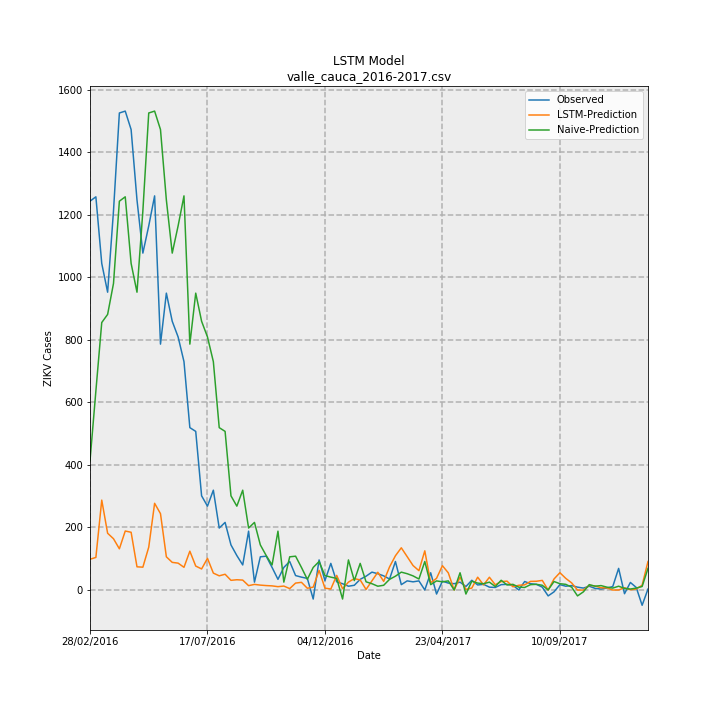 LSTM Model
valle_cauca_2016-2017.csv
Observed
LSTM-Prediction
Naive-Prediction
1600
1400
1200
1000
800
600
400
200
0
ZIKV Cases
28/02/2016
17/07/2016
04/12/2016
23/04/2017
10/09/2017
Date